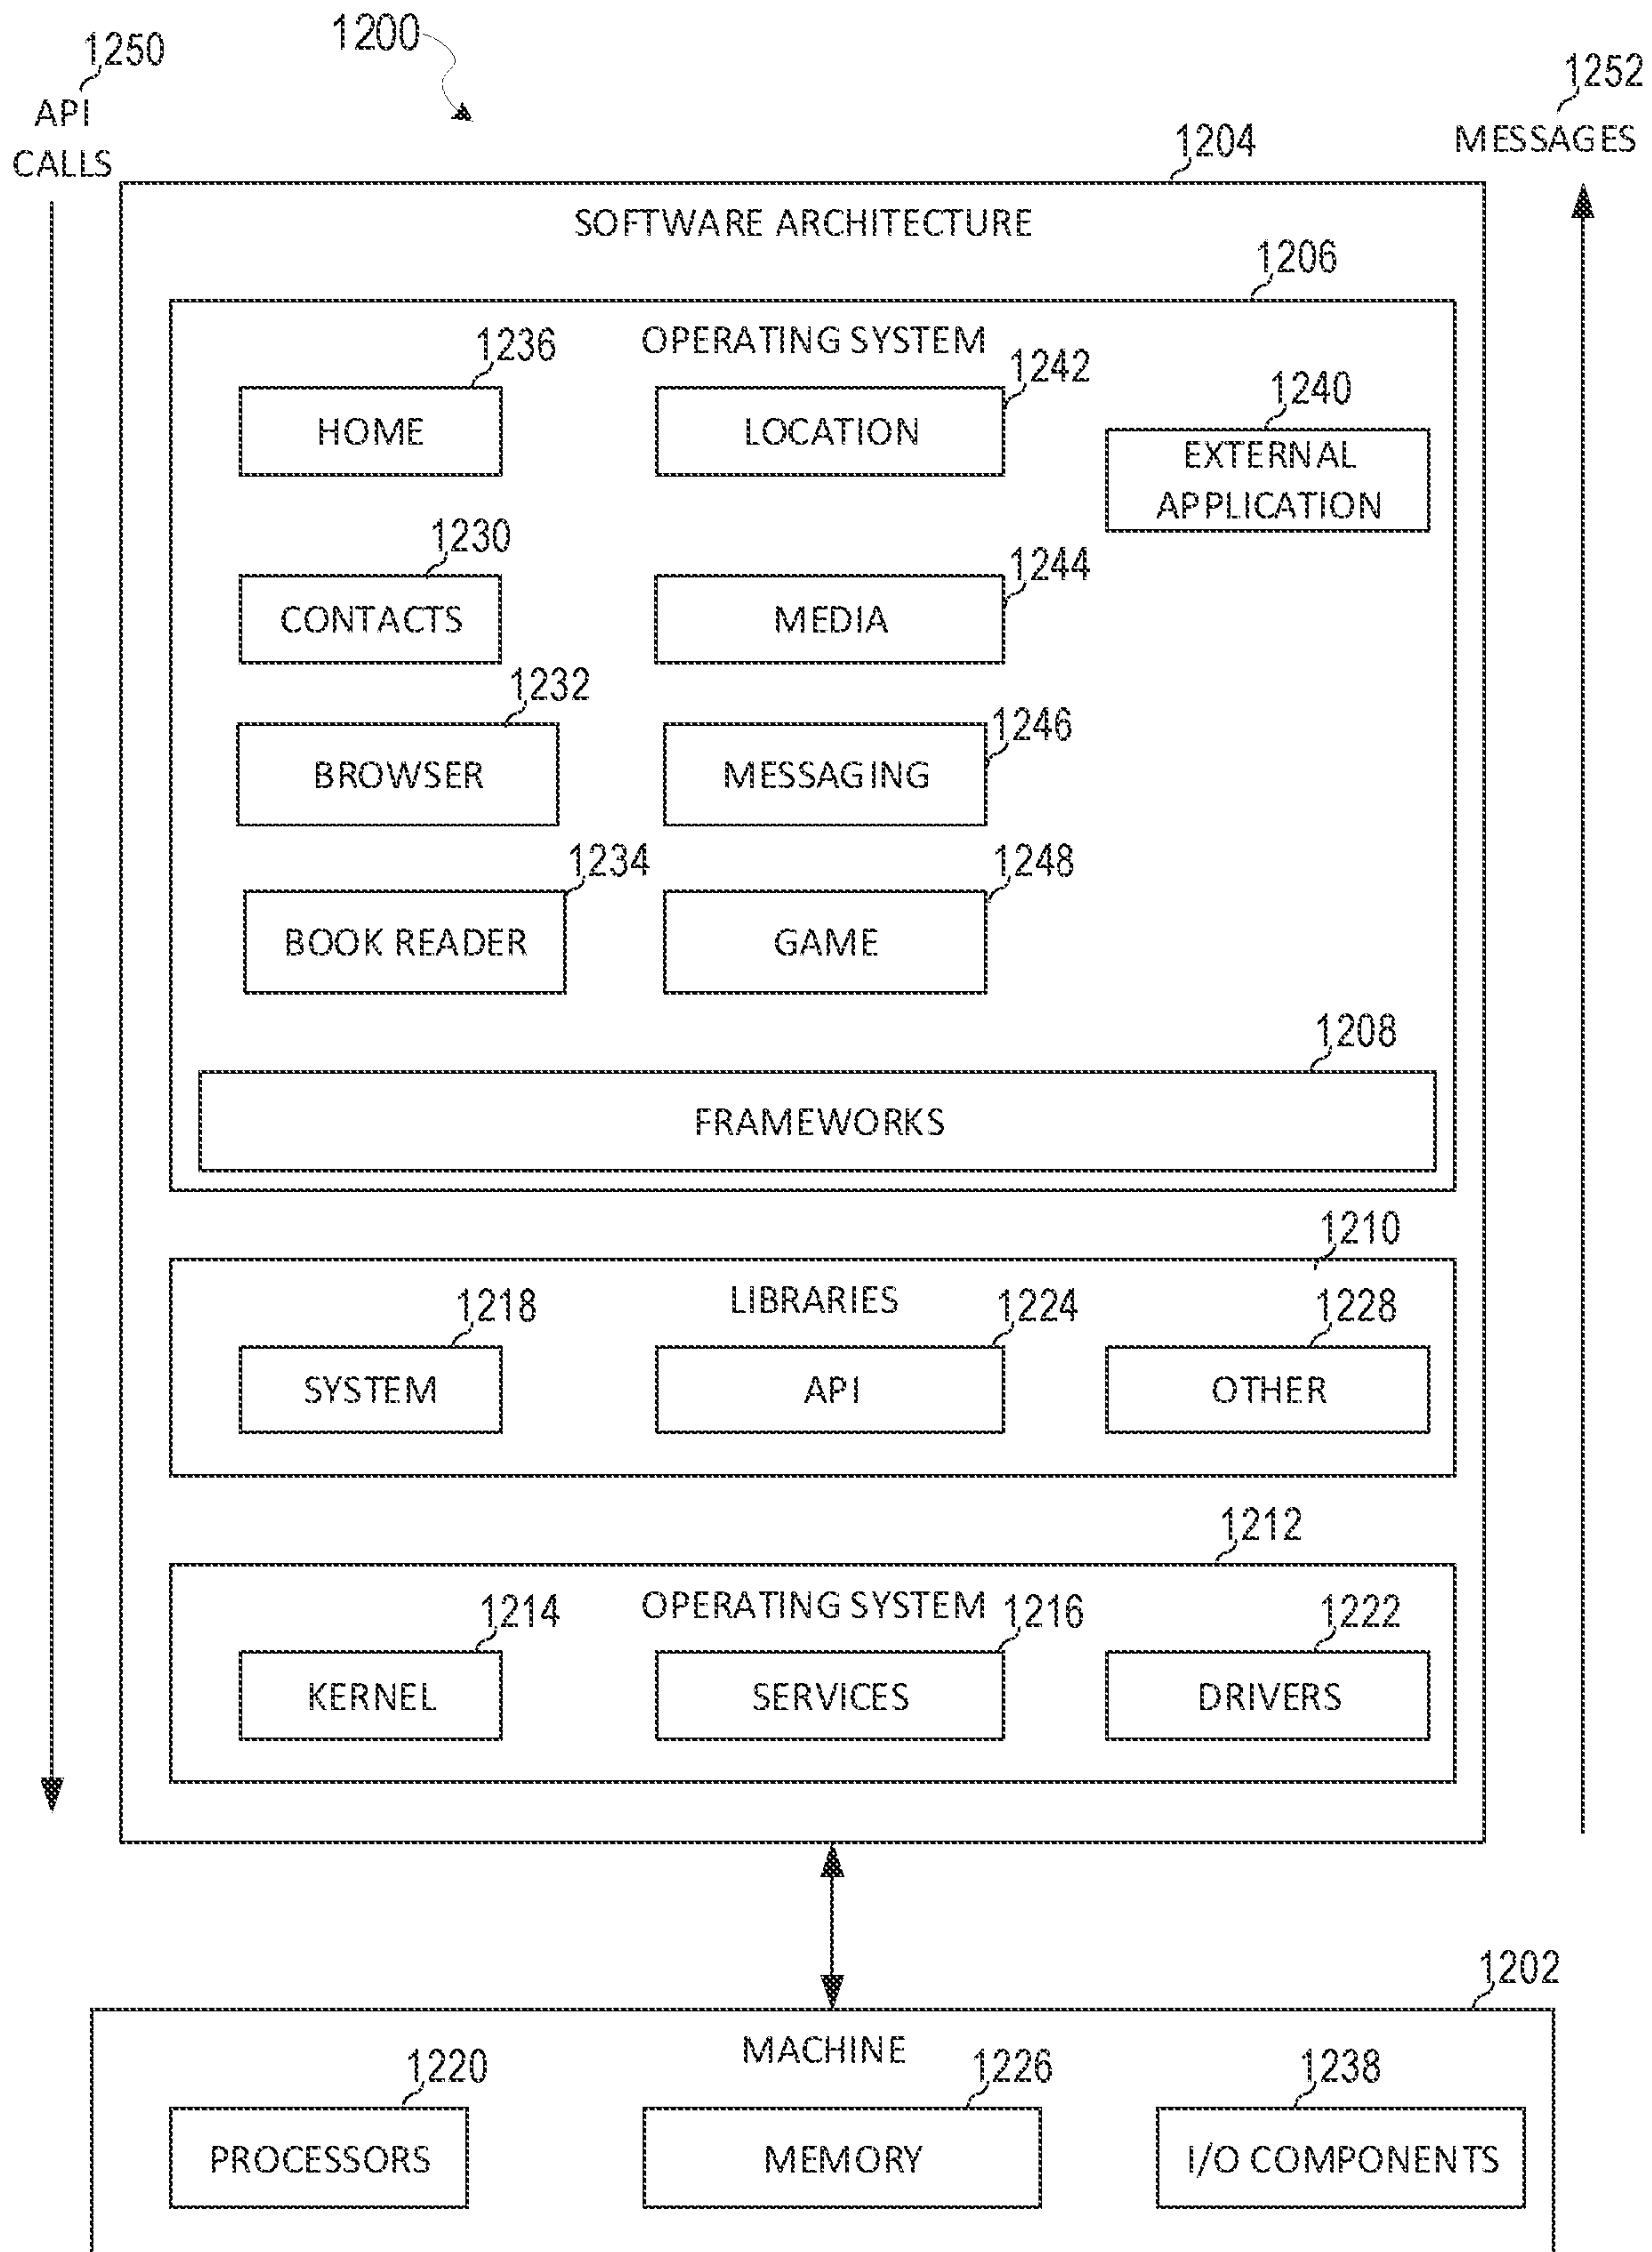 1250
1200
1252
API
CALLS
MESSAGES
1204
SOFTWARE ARCHITECTURE
1206
OPERATING SYSTEM
1236
1242
1240
HOME
LOCATION
EXTERNAL
APPLICATION
1230
1244
CONTACTS
MEDIA
1232
1246
BROWSER
MESSAGING
1234
1248
BOOK READER
GAME
1208
FRAMEWORKS
1210
LIBRARIES
1218
1224
1228
SYSTEM
API
OTHER
1212
OPERATING SYSTEM
1214
1216
1222
KERNEL
SERVICES
DRIVERS
1202
MACHINE
1220
1226
1238
PROCESSORS
MEMORY
I/O COMPONENTS